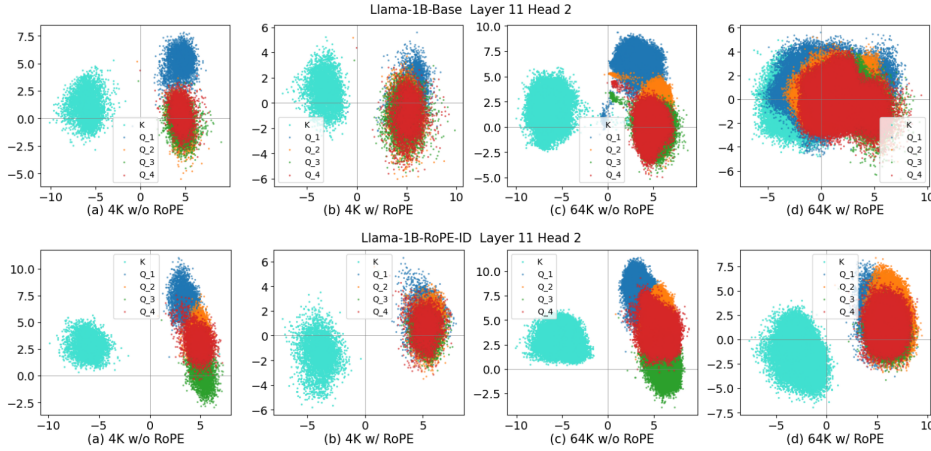 Llama-1B-Base Layer 11 Head 2
7.5
5.0
2.5
0.0
−2.5
−5.0
−10
−5
0
5
K
Q_1
Q_2
Q_3
Q_4
(a) 4K w/o RoPE
6
4
2
0
−2
−4
−6
−5
0
5
10
K
Q_1
Q_2
Q_3
Q_4
(b) 4K w/ RoPE
10.0
7.5
5.0
2.5
0.0
−2.5
−5.0
−10
−5
0
5
K
Q_1
Q_2
Q_3
Q_4
(c) 64K w/o RoPE
6
4
2
0
−2
−4
−6
−5
0
5
10
K
Q_1
Q_2
Q_3
Q_4
(d) 64K w/ RoPE
Llama-1B-RoPE-ID Layer 11 Head 2
10.0
7.5
5.0
2.5
0.0
−2.5
−10
−5
0
5
K
Q_1
Q_2
Q_3
Q_4
(a) 4K w/o RoPE
6
4
2
0
−2
−4
−6
−5
0
5
K
Q_1
Q_2
Q_3
Q_4
(b) 4K w/ RoPE
10
5
0
−5
−10
−5
0
5
K
Q_1
Q_2
Q_3
Q_4
(c) 64K w/o RoPE
7.5
5.0
2.5
0.0
−2.5
−5.0
−7.5
−10
−5
0
5
10
K
Q_1
Q_2
Q_3
Q_4
(d) 64K w/ RoPE